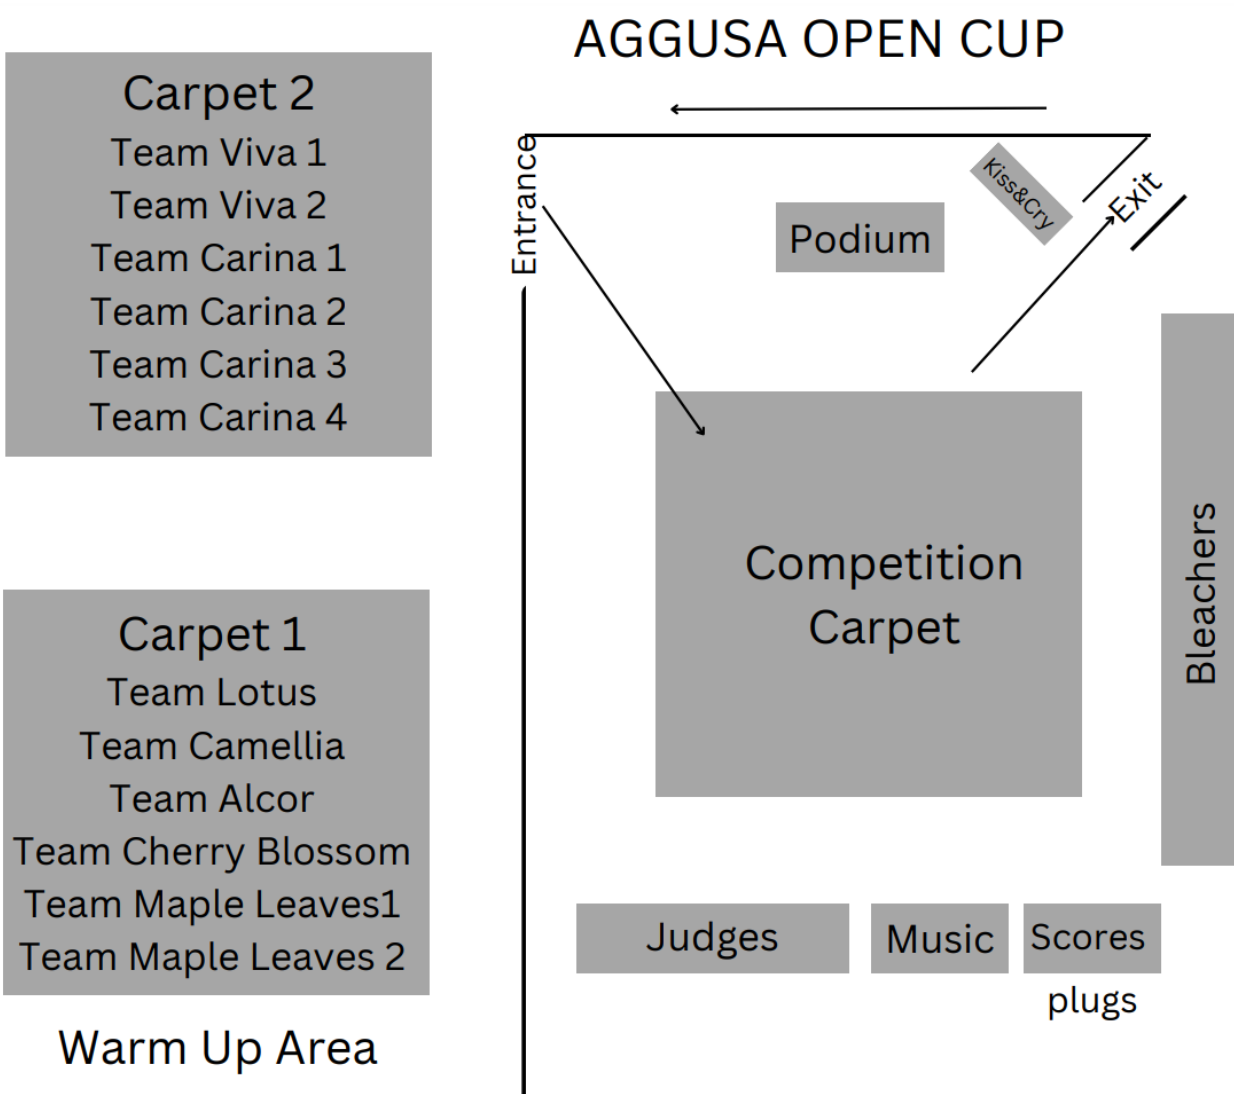 AGGUSA OPEN CUP
Carpet 2
Team Viva 1
Team Viva 2
Team Carina 1
Team Carina 2
Team Carina 3
Team Carina 4
Carpet 1
Team Lotus
Team Camellia
Team Alcor
Team Cherry Blossom
Team Maple Leaves1
Team Maple Leaves 2
Warm Up Area
Entrance
Podium
Kiss&Cry
Exit
Competition
Carpet
Bleachers
Judges
Music
Scores
plugs